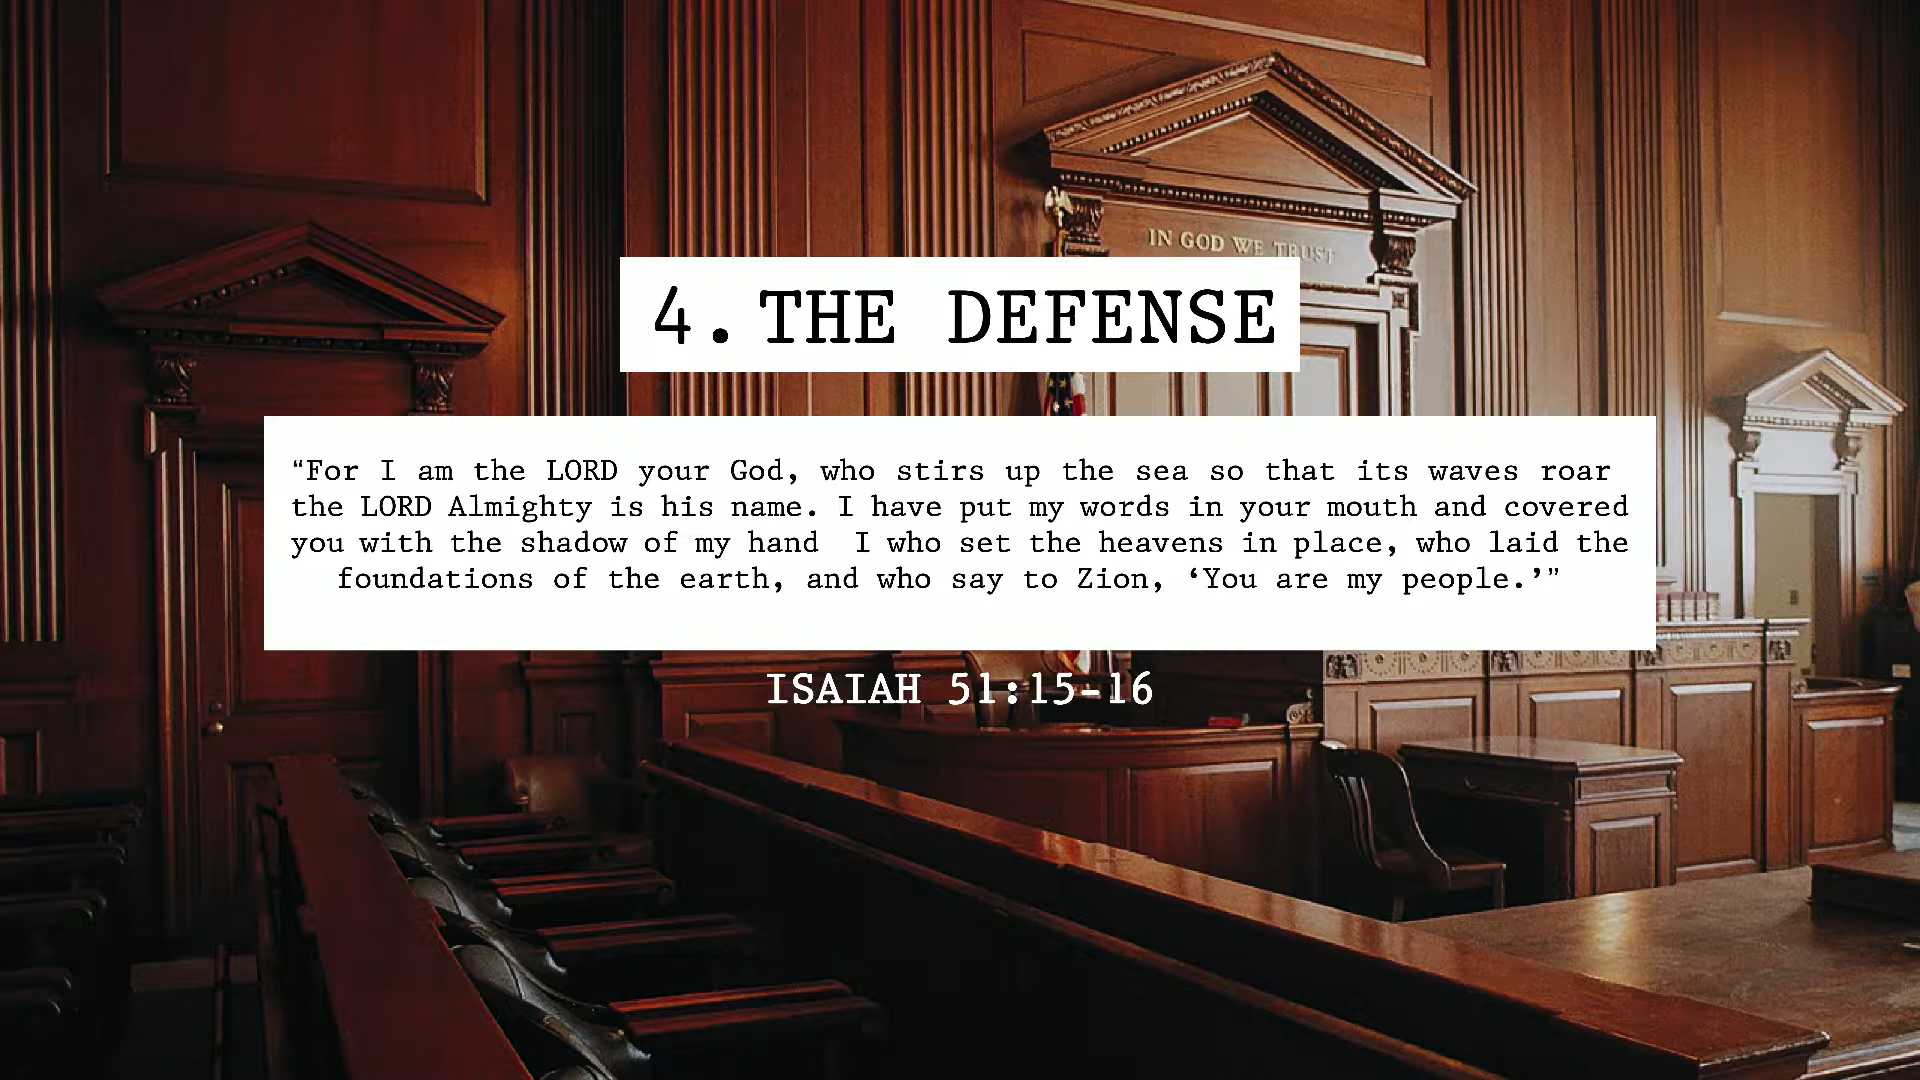 IN GOD WE TRUST
4. THE DEFENSE
“For I am the LORD your God, who stirs up the sea so that its waves roar
the LORD Almighty is his name. I have put my words in your mouth and covered
you with the shadow of my hand  I who set the heavens in place, who laid the
foundations of the earth, and who say to Zion, ‘You are my people.’”
ISAIAH 51:15-16